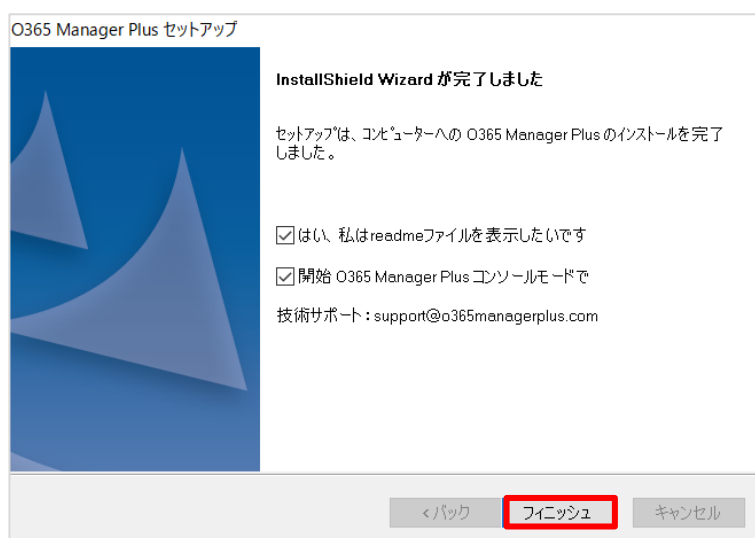 O365 Manager Plus セットアップ
InstallShield Wizard が完了しました
セットアップは、コンピューターへの O365 Manager Plus のインストールを完了
しました。
はい、私はreadmeファイルを表示したいです
開始 O365 Manager Plus コンソールモードで
技術サポート：support@o365managerplus.com
< バック フィニッシュ キャンセル